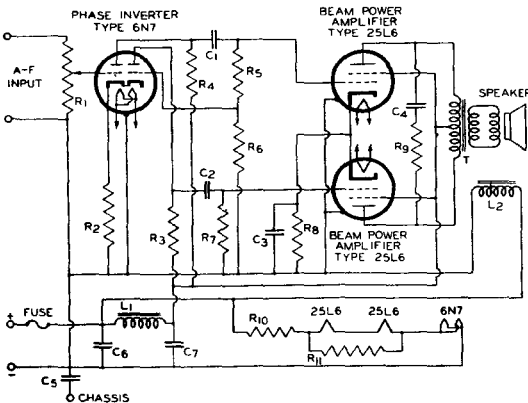 PHASE INVERTER
TYPE 6N7
BEAM POWER
AMPLIFIER
TYPE 25L6
A-F
INPUT
R1
C1
R4
R5
C4
SPEAKER
R6
R9
T
C2
L2
R2
R3
R7
C3
R8
BEAM POWER
AMPLIFIER
TYPE 25L6
+
FUSE
L1
R10
25L6
25L6
6N7
C6
C7
R11
–
C5
CHASSIS